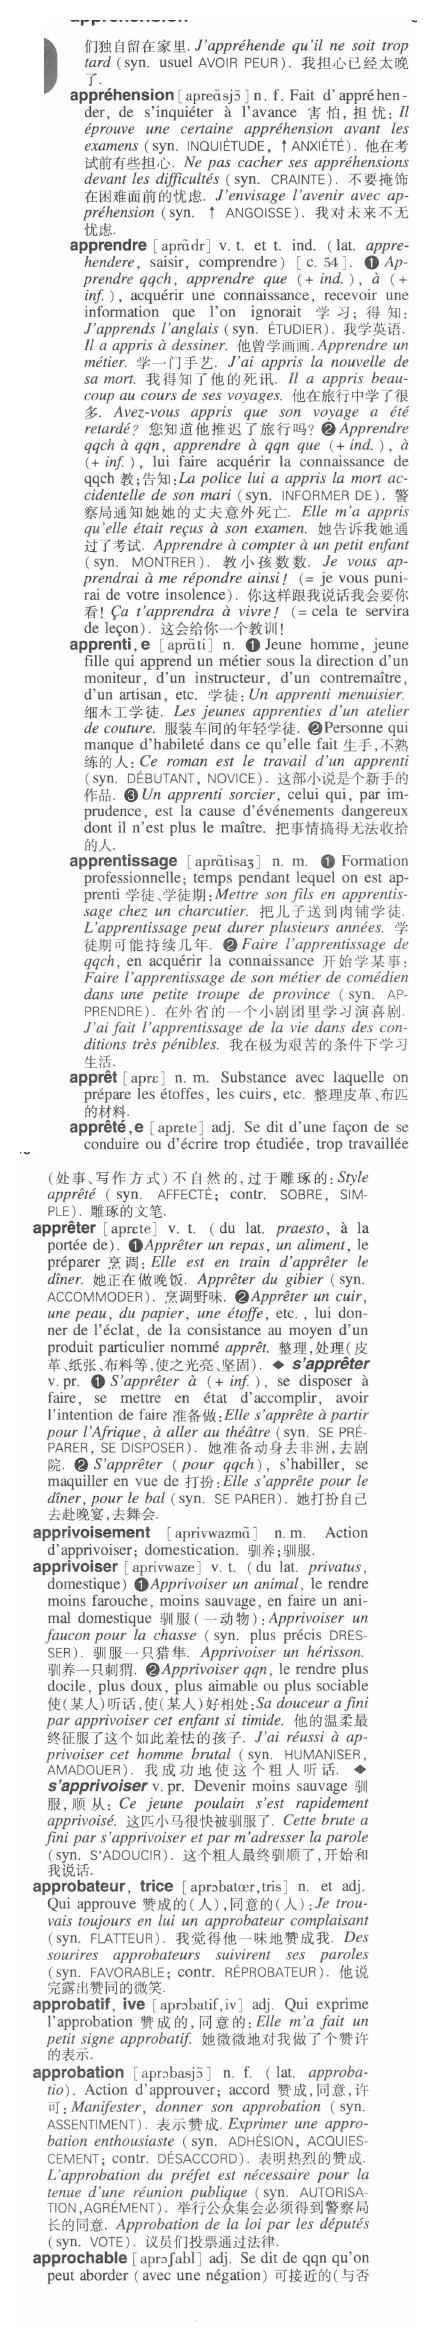 们独自留在家里. J'appréhende qu'il ne soit trop
tard (syn. usuel AVOIR PEUR). 我担心已经太晚
了.
appréhension [apreɑ̃sjɔ̃] n. f. Fait d'appréhen-
der, de s'inquiéter à l'avance 害怕, 担忧: Il
éprouve une certaine appréhension avant les
examens (syn. INQUIÉTUDE, ↑ ANXIÉTÉ). 他在考
试前有些担心. Ne pas cacher ses appréhensions
devant les difficultés (syn. CRAINTE). 不要掩饰
在困难面前的忧虑. J'envisage l'avenir avec ap-
préhension (syn. ↑ ANGOISSE). 我对未来不无
忧虑.
apprendre [aprɑ̃dr] v. t. et t. ind. (lat. appre-
hendere, saisir, comprendre) [c. 54]. ❶ Ap-
prendre qqch, apprendre que (+ ind.), à (+
inf.), acquérir une connaissance, recevoir une
information que l'on ignorait 学习; 得知:
J'apprends l'anglais (syn. ÉTUDIER). 我学英语.
Il a appris à dessiner. 他曾学画画. Apprendre un
métier. 学一门手艺. J'ai appris la nouvelle de
sa mort. 我得知了他的死讯. Il a appris beau-
coup au cours de ses voyages. 他在旅行中学了很
多. Avez-vous appris que son voyage a été
retardé? 您知道他推迟了旅行吗? ❷ Apprendre
qqch à qqn, apprendre à qqn que (+ ind.), à
(+ inf.), lui faire acquérir la connaissance de
qqch 教;告知: La police lui a appris la mort ac-
cidentelle de son mari (syn. INFORMER DE). 警
察局通知她她的丈夫意外死亡. Elle m'a appris
qu'elle était reçus à son examen. 她告诉我她通
过了考试. Apprendre à compter à un petit enfant
(syn. MONTRER). 教小孩数数. Je vous ap-
prendrai à me répondre ainsi! (= je vous puni-
rai de votre insolence). 你这样跟我说话我会要你
看! Ça t'apprendra à vivre! (= cela te servira
de leçon). 这会给你一个教训!
apprenti, e [aprɑ̃ti] n. ❶ Jeune homme, jeune
fille qui apprend un métier sous la direction d'un
moniteur, d'un instructeur, d'un contremaître,
d'un artisan, etc. 学徒: Un apprenti menuisier.
细木工学徒. Les jeunes apprenties d'un atelier
de couture. 服装车间的年轻学徒. ❷Personne qui
manque d'habileté dans ce qu'elle fait 生手,不熟
练的人: Ce roman est le travail d'un apprenti
(syn. DÉBUTANT, NOVICE). 这部小说是个新手的
作品. ❸ Un apprenti sorcier, celui qui, par im-
prudence, est la cause d'événements dangereux
dont il n'est plus le maître. 把事情搞得无法收拾
的人.
apprentissage [aprɑ̃tisaʒ] n. m. ❶ Formation
professionnelle; temps pendant lequel on est ap-
prenti 学徒、学徒期: Mettre son fils en apprentis-
sage chez un charcutier. 把儿子送到肉铺学徒.
L'apprentissage peut durer plusieurs années. 学
徒期可能持续几年. ❷ Faire l'apprentissage de
qqch, en acquérir la connaissance 开始学某事:
Faire l'apprentissage de son métier de comédien
dans une petite troupe de province (syn. AP-
PRENDRE). 在外省的一个小剧团里学习演喜剧.
J'ai fait l'apprentissage de la vie dans des con-
ditions très pénibles. 我在极为艰苦的条件下学习
生活.
apprêt [aprɛ] n. m. Substance avec laquelle on
prépare les étoffes, les cuirs, etc. 整理皮革、布匹
的材料.
apprêté, e [aprete] adj. Se dit d'une façon de se
conduire ou d'écrire trop étudiée, trop travaillée
(处事、写作方式)不自然的,过于雕琢的: Style
apprêté (syn. AFFECTÉ; contr. SOBRE, SIM-
PLE). 雕琢的文笔.
apprêter [aprɛte] v. t. (du lat. praesto, à la
portée de). ❶Apprêter un repas, un aliment, le
préparer 烹调: Elle est en train d'apprêter le
dîner. 她正在做晚饭. Apprêter du gibier (syn.
ACCOMMODER). 烹调野味. ❷Apprêter un cuir,
une peau, du papier, une étoffe, etc., lui don-
ner de l'éclat, de la consistance au moyen d'un
produit particulier nommé apprêt. 整理,处理(皮
革、纸张、布料等,使之光亮、坚固). ◆ s'apprêter
v. pr. ❶ S'apprêter à (+ inf.), se disposer à
faire, se mettre en état d'accomplir, avoir
l'intention de faire 准备做: Elle s'apprête à partir
pour l'Afrique, à aller au théâtre (syn. SE PRÉ-
PARER, SE DISPOSER). 她准备动身去非洲,去剧
院. ❷ S'apprêter (pour qqch), s'habiller, se
maquiller en vue de 打扮: Elle s'apprête pour le
dîner, pour le bal (syn. SE PARER). 她打扮自己
去赴晚宴,去舞会.
apprivoisement [aprivwazmɑ̃] n. m. Action
d'apprivoiser; domestication. 驯养;驯服.
apprivoiser [aprivwaze] v. t. (du lat. privatus,
domestique) ❶Apprivoiser un animal, le rendre
moins farouche, moins sauvage, en faire un ani-
mal domestique 驯服(一动物): Apprivoiser un
faucon pour la chasse (syn. plus précis DRES-
SER). 驯服一只猎隼. Apprivoiser un hérisson.
驯养一只刺猬. ❷Apprivoiser qqn, le rendre plus
docile, plus doux, plus aimable ou plus sociable
使(某人)听话,使(某人)好相处: Sa douceur a fini
par apprivoiser cet enfant si timide. 他的温柔最
终征服了这个如此羞怯的孩子. J'ai réussi à ap-
privoiser cet homme brutal (syn. HUMANISER,
AMADOUER). 我成功地使这个粗人听话. ◆
s'apprivoiser v. pr. Devenir moins sauvage 驯
服,顺从: Ce jeune poulain s'est rapidement
apprivoisé. 这匹小马很快被驯服了. Cette brute a
fini par s'apprivoiser et par m'adresser la parole
(syn. S'ADOUCIR). 这个粗人最终驯顺了,开始和
我说话.
approbateur, trice [aprɔbatœr, tris] n. et adj.
Qui approuve 赞成的(人),同意的(人): Je trou-
vais toujours en lui un approbateur complaisant
(syn. FLATTEUR). 我觉得他一味地赞成我. Des
sourires approbateurs suivirent ses paroles
(syn. FAVORABLE; contr. RÉPROBATEUR). 他说
完露出赞同的微笑.
approbatif, ive [aprɔbatif, iv] adj. Qui exprime
l'approbation 赞成的,同意的: Elle m'a fait un
petit signe approbatif. 她微微地对我做了个赞许
的表示.
approbation [aprɔbasjɔ̃] n. f. (lat. approba-
tio). Action d'approuver; accord 赞成,同意,许
可: Manifester, donner son approbation (syn.
ASSENTIMENT). 表示赞成. Exprimer une appro-
bation enthousiaste (syn. ADHÉSION, ACQUIES-
CEMENT; contr. DÉSACCORD). 表明热烈的赞成.
L'approbation du préfet est nécessaire pour la
tenue d'une réunion publique (syn. AUTORISA-
TION,AGRÉMENT). 举行公众集会必须得到警察局
长的同意. Approbation de la loi par les députés
(syn. VOTE). 议员们投票通过法律.
approchable [aprɔʃabl] adj. Se dit de qqn qu'on
peut aborder (avec une négation) 可接近的(与否